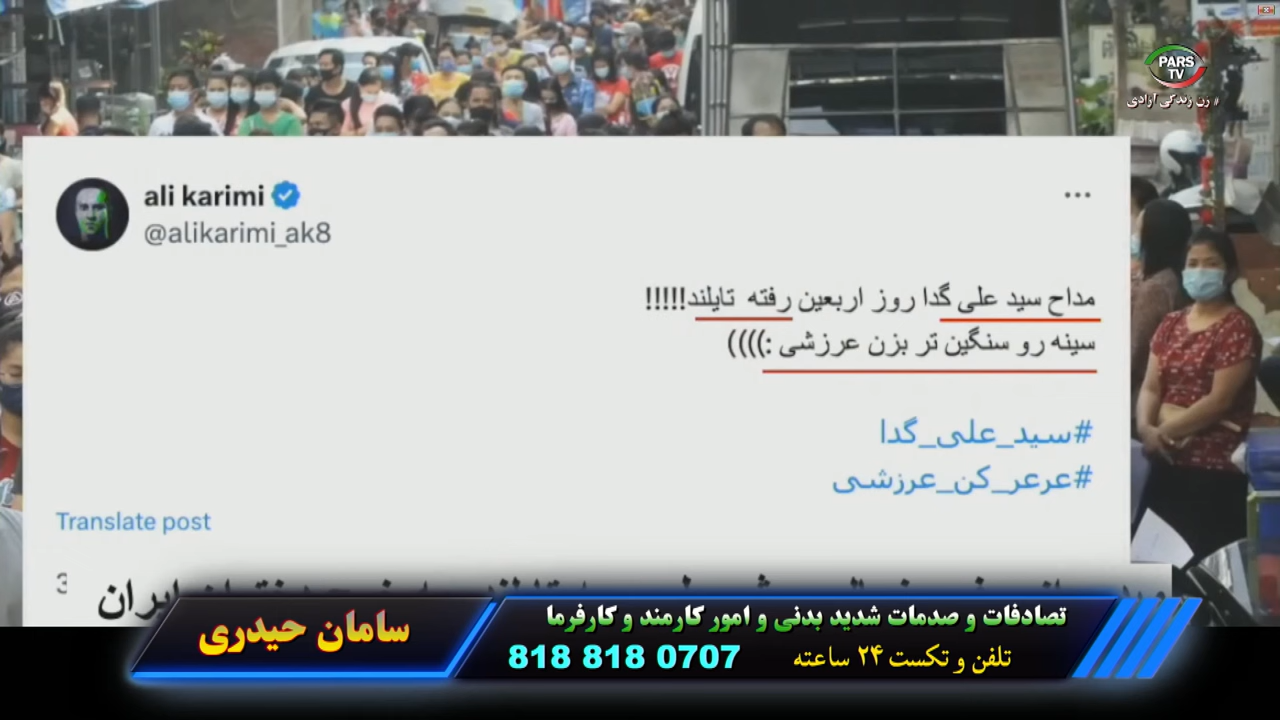 PARS
TV
# زن زندگی آزادی
ali karimi
@alikarimi_ak8
مداح سید علی گدا روز اربعین رفته تایلند!!!!!
سینه رو سنگین تر بزن عرزشی :))))
#سید_علی_گدا
#عرعر_کن_عرزشی
Translate post
ایران
سامان حیدری
تصادفات و صدمات شدید بدنی و امور کارمند و کارفرما
تلفن و تکست ۲۴ ساعته
818 818 0707